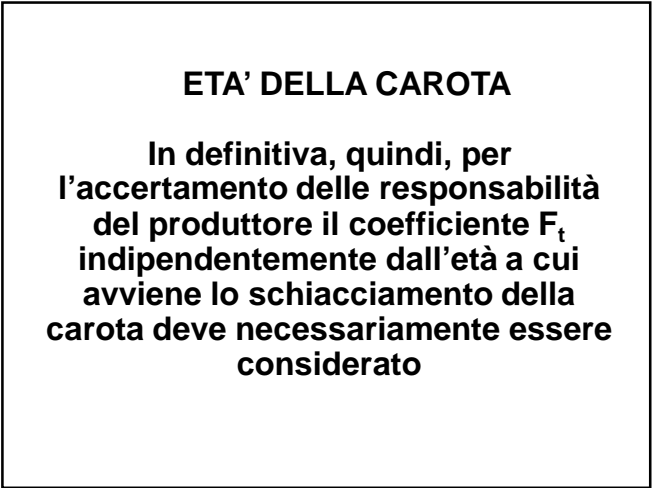 ETA’ DELLA CAROTA
In definitiva, quindi, per
l’accertamento delle responsabilità
del produttore il coefficiente Ft
indipendentemente dall’età a cui
avviene lo schiacciamento della
carota deve necessariamente essere
considerato